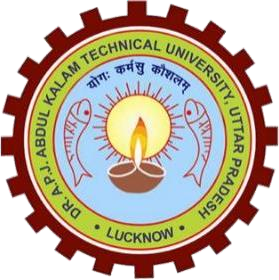 DR. A.P.J. ABDUL KALAM TECHNICAL UNIVERSITY, UTTAR PRADESH
योगः कर्मसु कौशलम्
• LUCKNOW •